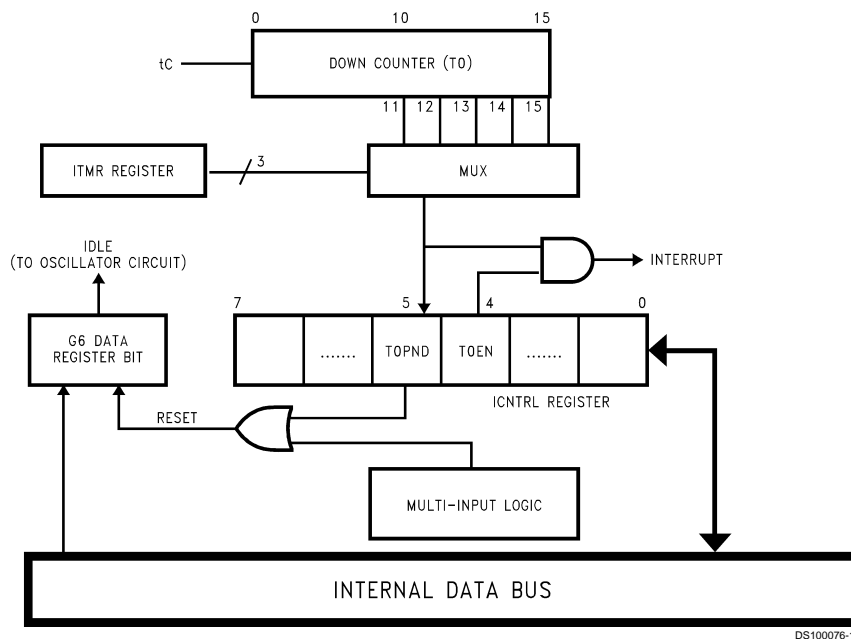 0 10 15
tC
DOWN COUNTER (T0)
11 12 13 14 15
ITMR REGISTER
3
MUX
IDLE
(TO OSCILLATOR CIRCUIT)
INTERRUPT
7 5 4 0
G6 DATA
REGISTER BIT
....... TOPND TOEN .......
ICNTRL REGISTER
RESET
MULTI-INPUT LOGIC
INTERNAL DATA BUS